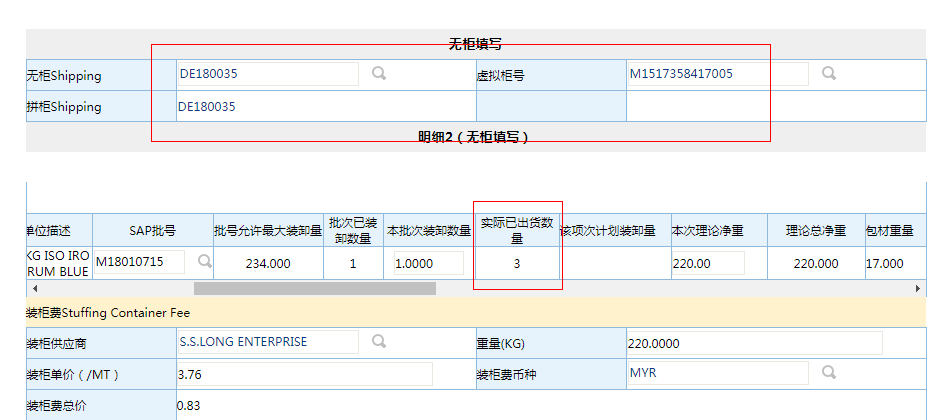 无柜填写
无柜Shipping DE180035 虚拟柜号 M1517358417005
拼柜Shipping DE180035
明细2（无柜填写）
单位描述 SAP批号 批号允许最大装卸量 批次已装卸数量 本批次装卸数量 实际已出货数量 该项次计划装卸量 本次理论净重 理论总净重 包材重量
KG ISO IRO
RUM BLUE M18010715 234.000 1 1.0000 3 220.00 220.000 17.000
装柜费Stuffing Container Fee
装柜供应商 S.S.LONG ENTERPRISE 重量(KG) 220.0000
装柜单价（/MT） 3.76 装柜费币种 MYR
装柜费总价 0.83